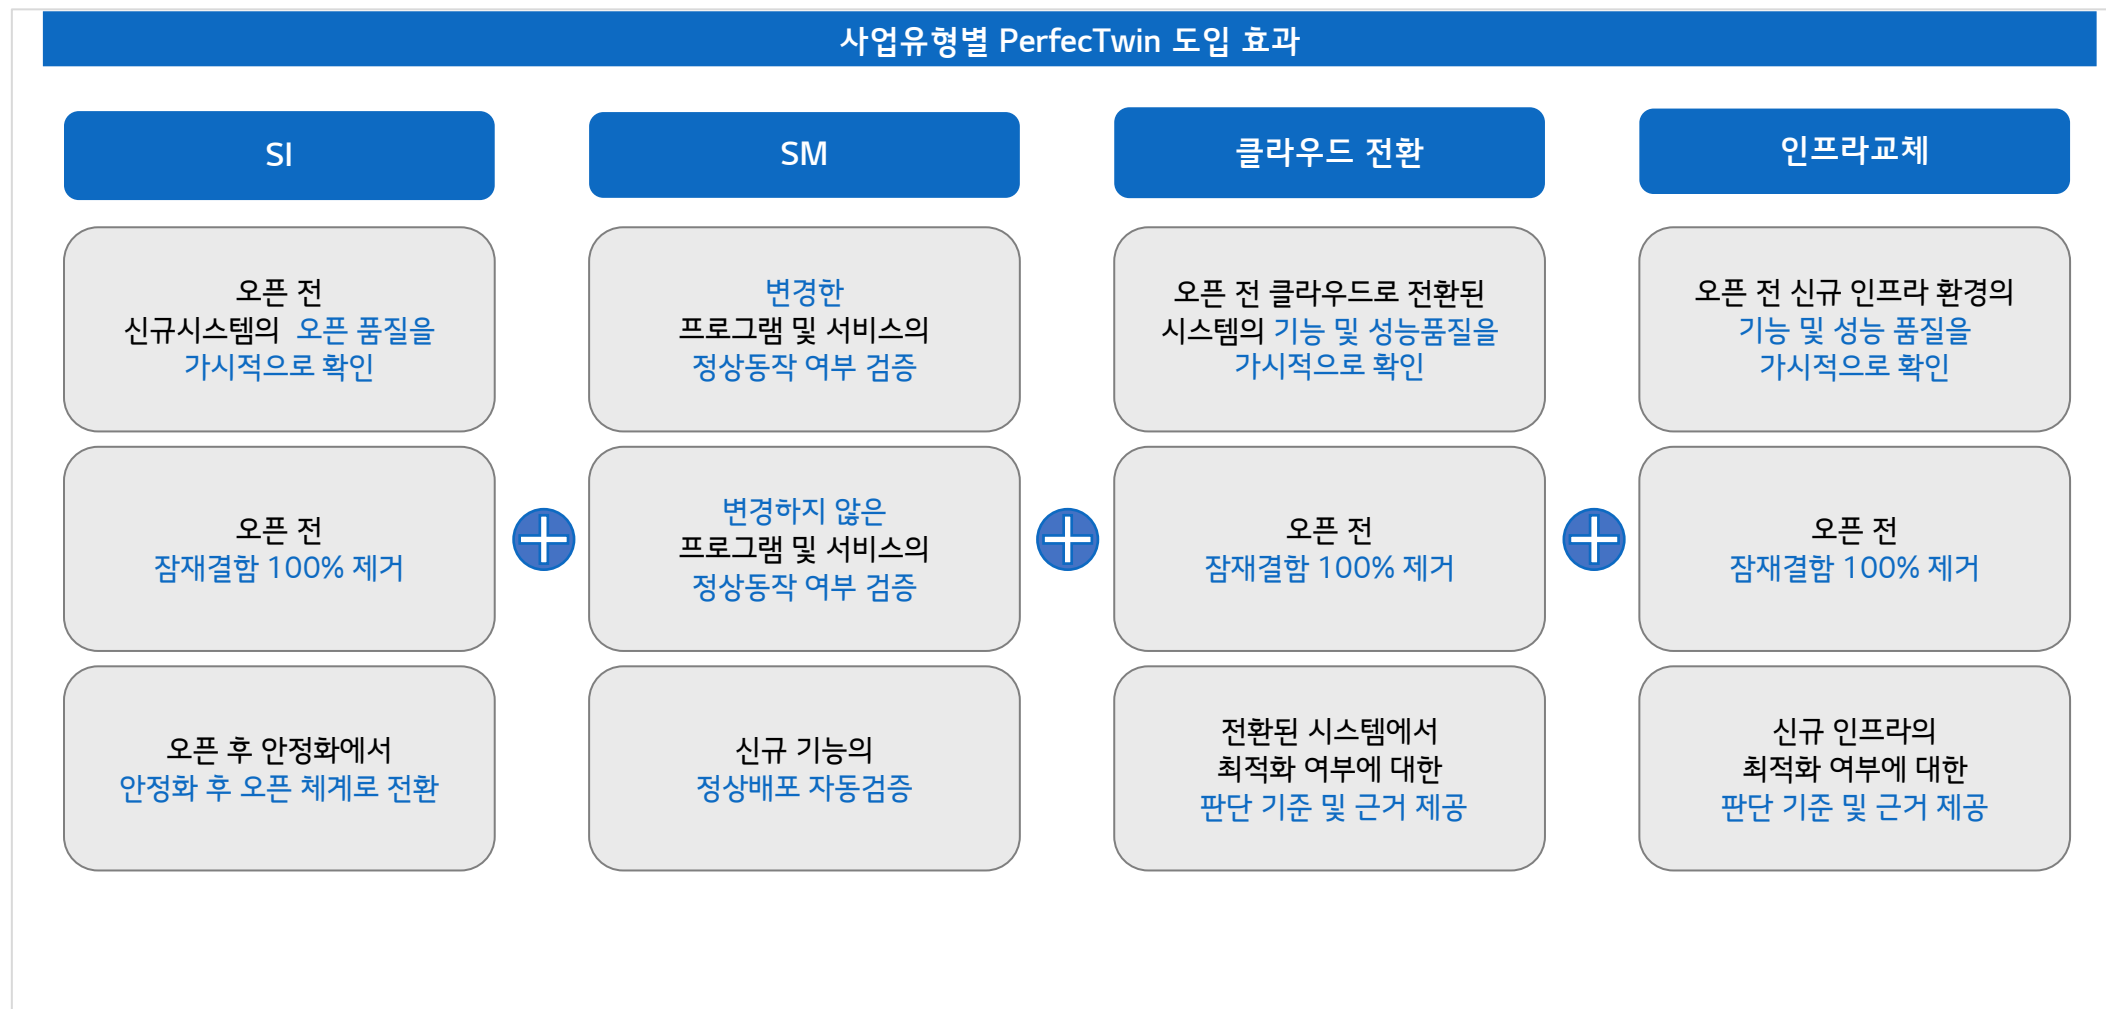 사업유형별 PerfecTwin 도입 효과
SI
오픈 전
신규시스템의 오픈 품질을
가시적으로 확인
오픈 전
잠재결함 100% 제거
오픈 후 안정화에서
안정화 후 오픈 체계로 전환
SM
변경한
프로그램 및 서비스의
정상동작 여부 검증
변경하지 않은
프로그램 및 서비스의
정상동작 여부 검증
신규 기능의
정상배포 자동검증
클라우드 전환
오픈 전 클라우드로 전환된
시스템의 기능 및 성능품질을
가시적으로 확인
오픈 전
잠재결함 100% 제거
전환된 시스템에서
최적화 여부에 대한
판단 기준 및 근거 제공
인프라교체
오픈 전 신규 인프라 환경의
기능 및 성능 품질을
가시적으로 확인
오픈 전
잠재결함 100% 제거
신규 인프라의
최적화 여부에 대한
판단 기준 및 근거 제공